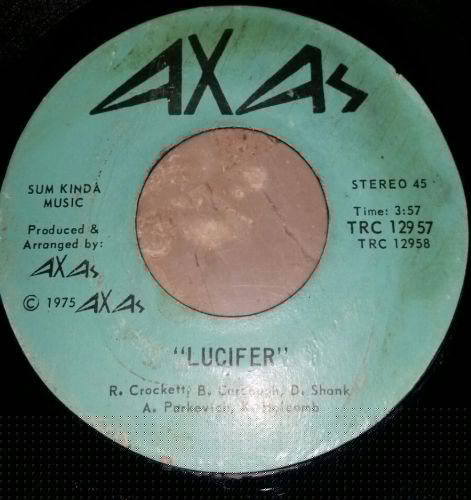 AXAS
SUM KINDA
MUSIC
Produced &
Arranged by:
AXAS
© 1975 AXAS
STEREO 45
Time: 3:57
TRC 12957
TRC 12958
"LUCIFER"
R. Crockett, B. D. Shank
A. Parkevich, K. Holcomb